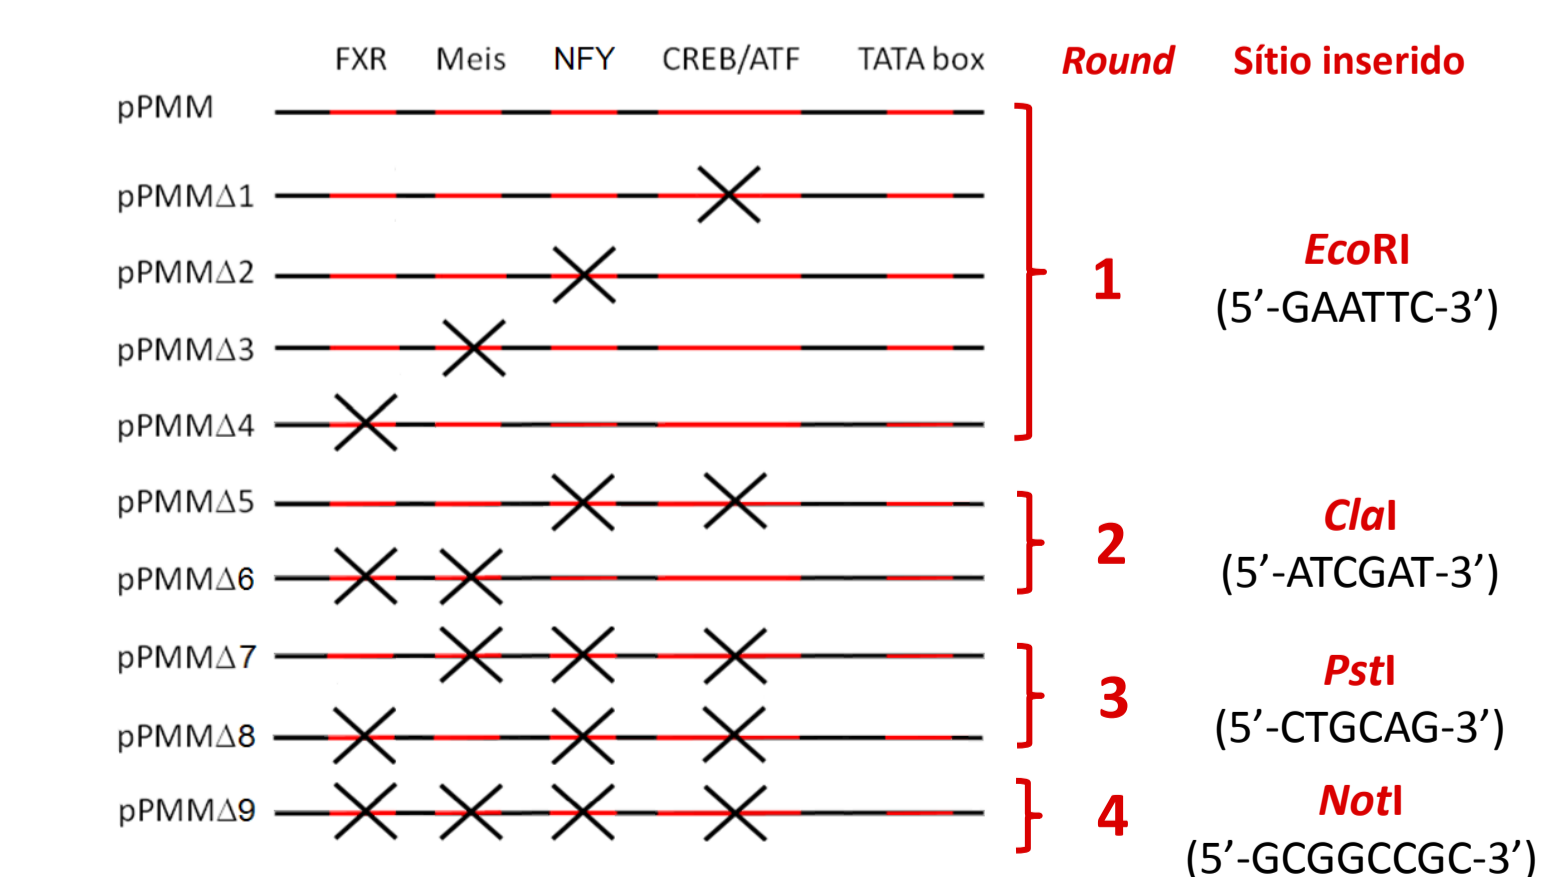 FXR Meis NFY CREB/ATF TATA box Round Sítio inserido
pPMM
pPMMΔ1
EcoRI
pPMMΔ2 1
(5’-GAATTC-3’)
pPMMΔ3
pPMMΔ4
pPMMΔ5 ClaI
2
pPMMΔ6 (5’-ATCGAT-3’)
pPMMΔ7 PstI
3
pPMMΔ8 (5’-CTGCAG-3’)
NotI
pPMMΔ9 4
(5’-GCGGCCGC-3’)